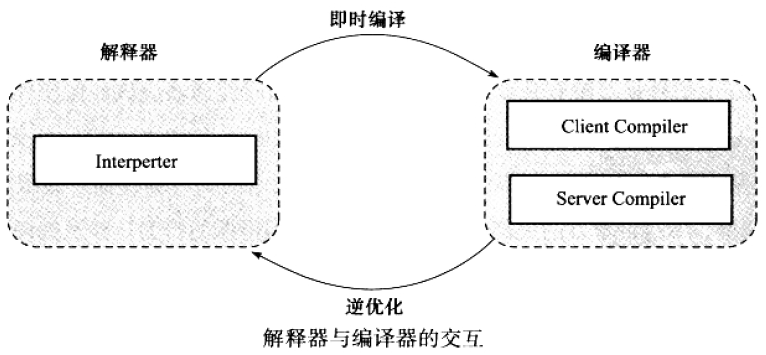 即时编译
解释器
编译器
Interperter
Client Compiler
Server Compiler
逆优化
解释器与编译器的交互